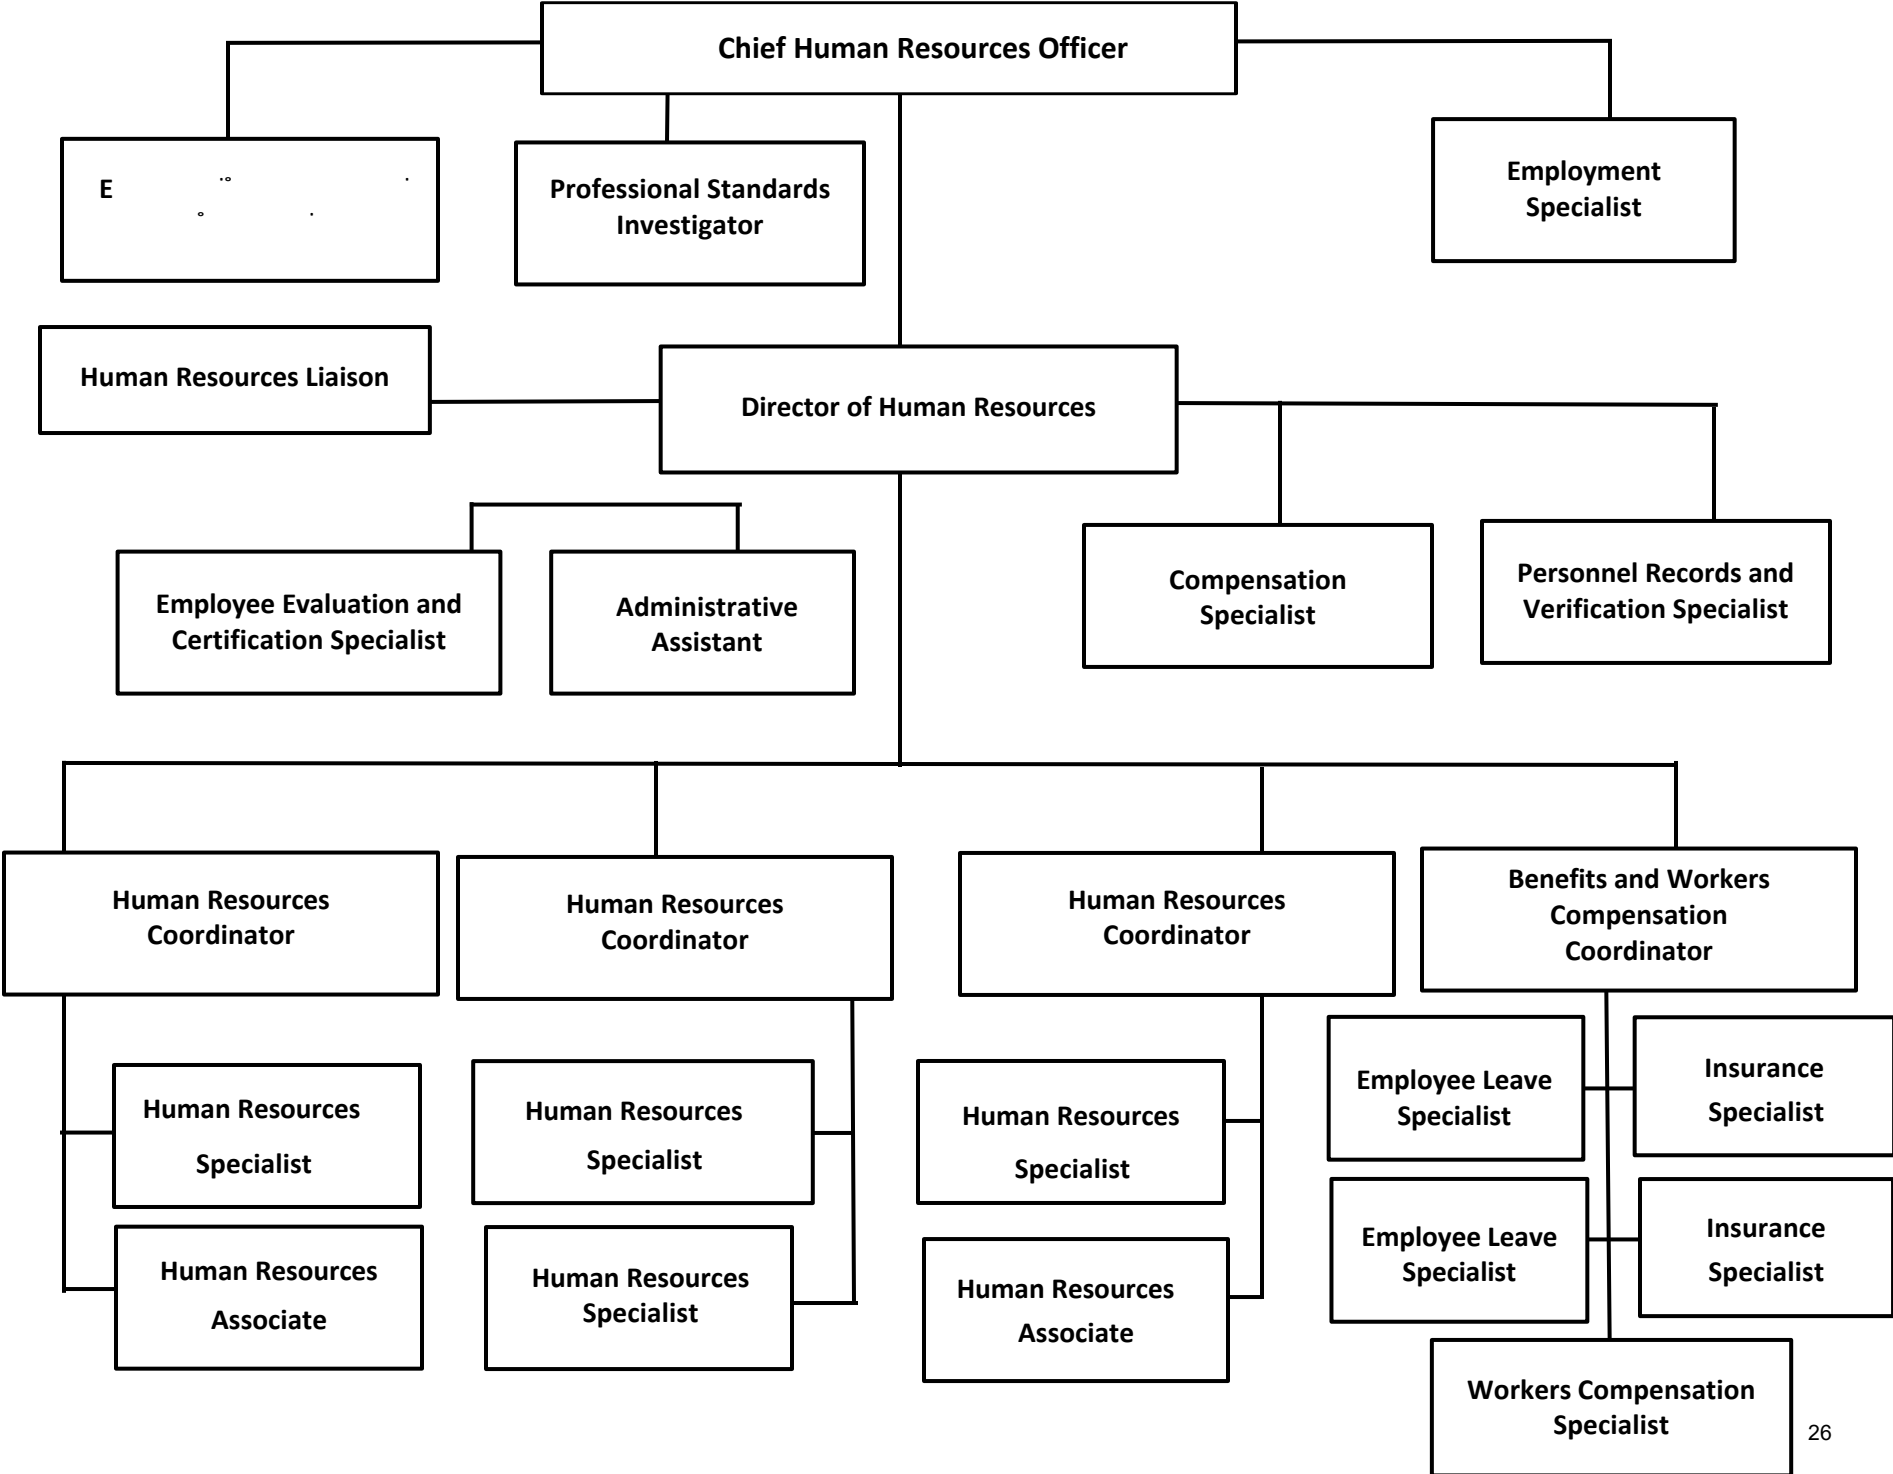 Chief Human Resources Officer
E
Professional Standards
Investigator
Employment
Specialist
Human Resources Liaison
Director of Human Resources
Employee Evaluation and
Certification Specialist
Administrative
Assistant
Compensation
Specialist
Personnel Records and
Verification Specialist
Human Resources
Coordinator
Human Resources
Coordinator
Human Resources
Coordinator
Benefits and Workers
Compensation
Coordinator
Human Resources
Specialist
Human Resources
Specialist
Human Resources
Specialist
Employee Leave
Specialist
Insurance
Specialist
Human Resources
Associate
Human Resources
Specialist
Human Resources
Associate
Employee Leave
Specialist
Insurance
Specialist
Workers Compensation
Specialist
26